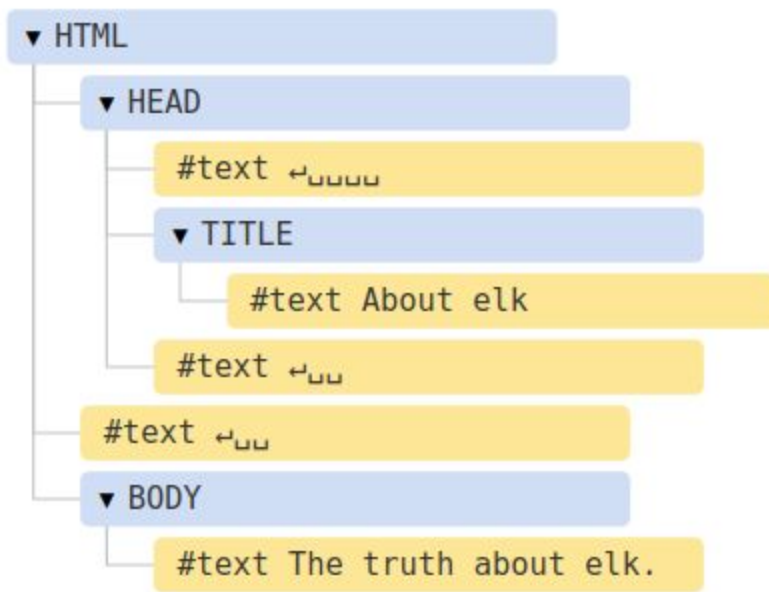 ▼ HTML
▼ HEAD
#text ↵␣␣␣␣
▼ TITLE
#text About elk
#text ↵␣␣
#text ↵␣␣
▼ BODY
#text The truth about elk.